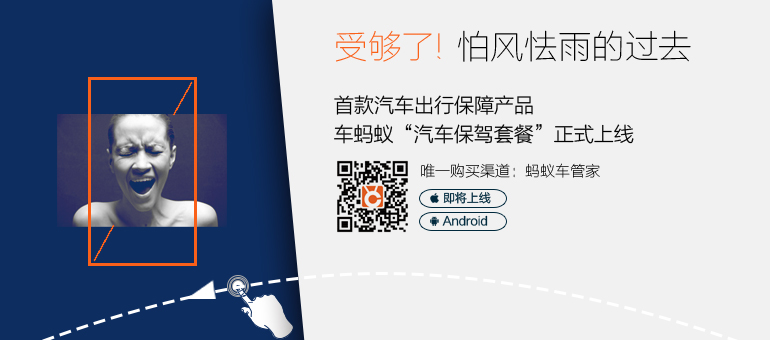 受够了! 怕风怯雨的过去
首款汽车出行保障产品
车蚂蚁“汽车保驾套餐”正式上线
唯一购买渠道：蚂蚁车管家
即将上线
Android